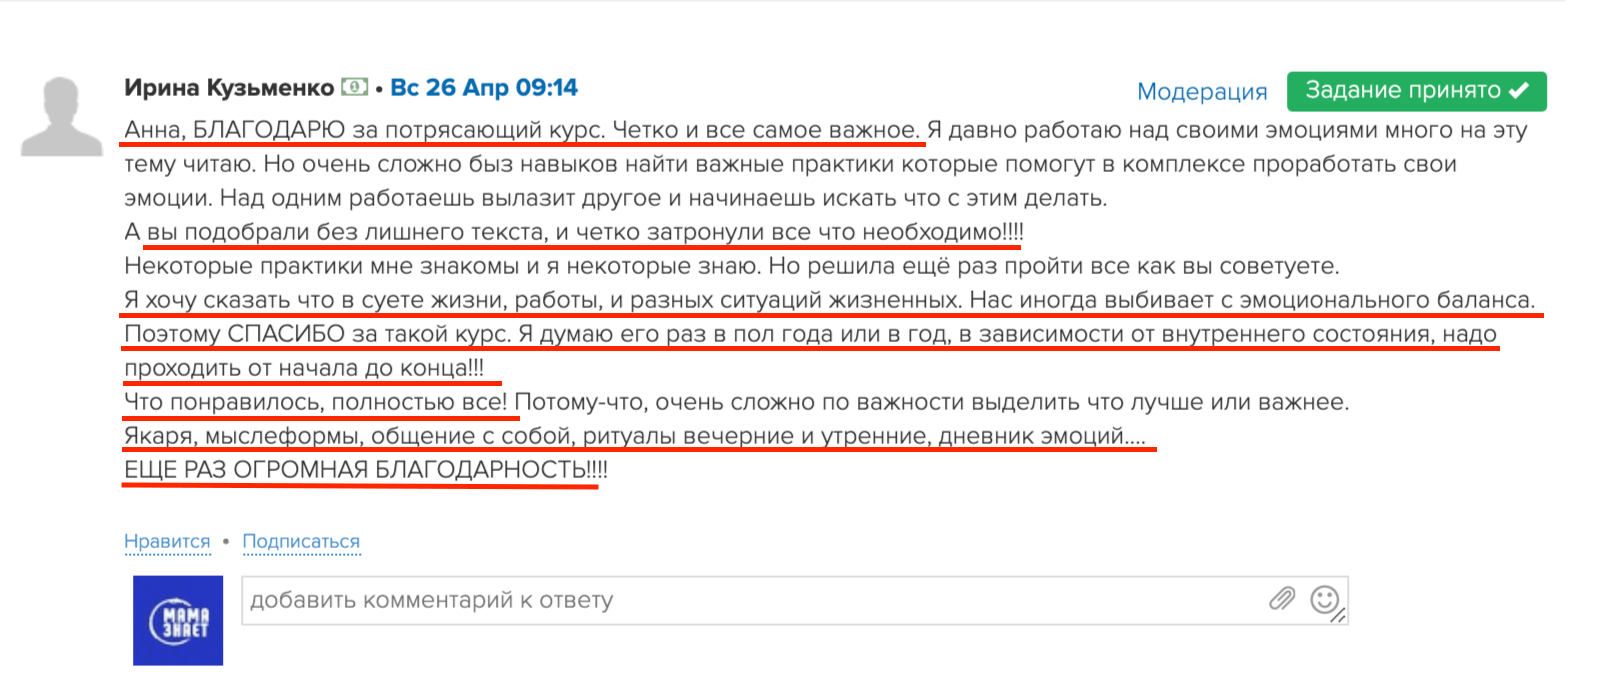 Ирина Кузьменко • Вс 26 Апр 09:14
Модерация
Задание принято
Анна, БЛАГОДАРЮ за потрясающий курс. Четко и все самое важное. Я давно работаю над своими эмоциями много на эту
тему читаю. Но очень сложно быз навыков найти важные практики которые помогут в комплексе проработать свои
эмоции. Над одним работаешь вылазит другое и начинаешь искать что с этим делать.
А вы подобрали без лишнего текста, и четко затронули все что необходимо!!!!
Некоторые практики мне знакомы и я некоторые знаю. Но решила ещё раз пройти все как вы советуете.
Я хочу сказать что в суете жизни, работы, и разных ситуаций жизненных. Нас иногда выбивает с эмоционального баланса.
Поэтому СПАСИБО за такой курс. Я думаю его раз в пол года или в год, в зависимости от внутреннего состояния, надо
проходить от начала до конца!!!
Что понравилось, полностью все! Потому-что, очень сложно по важности выделить что лучше или важнее.
Якаря, мыслеформы, общение с собой, ритуалы вечерние и утренние, дневник эмоций....
ЕЩЕ РАЗ ОГРОМНАЯ БЛАГОДАРНОСТЬ!!!!
Нравится • Подписаться
добавить комментарий к ответу
МАМА
ЗНАЕТ